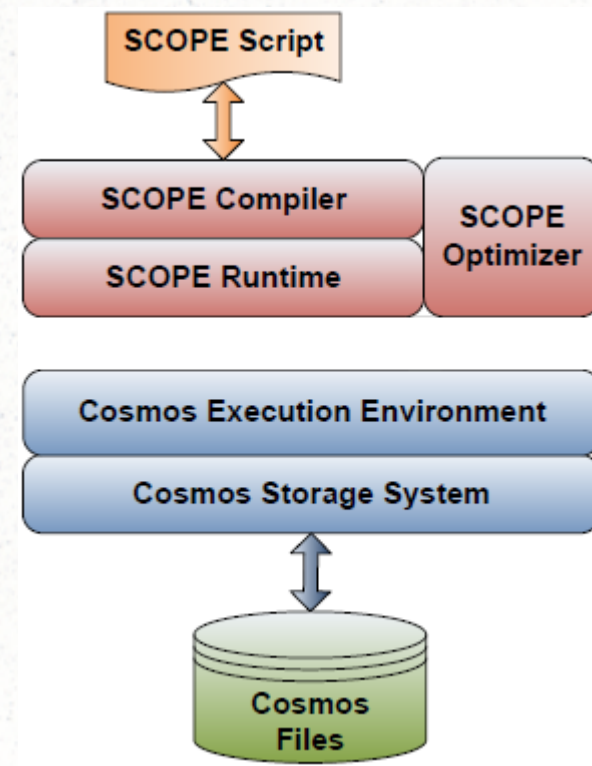 SCOPE Script
SCOPE Compiler
SCOPE
Optimizer
SCOPE Runtime
Cosmos Execution Environment
Cosmos Storage System
Cosmos
Files